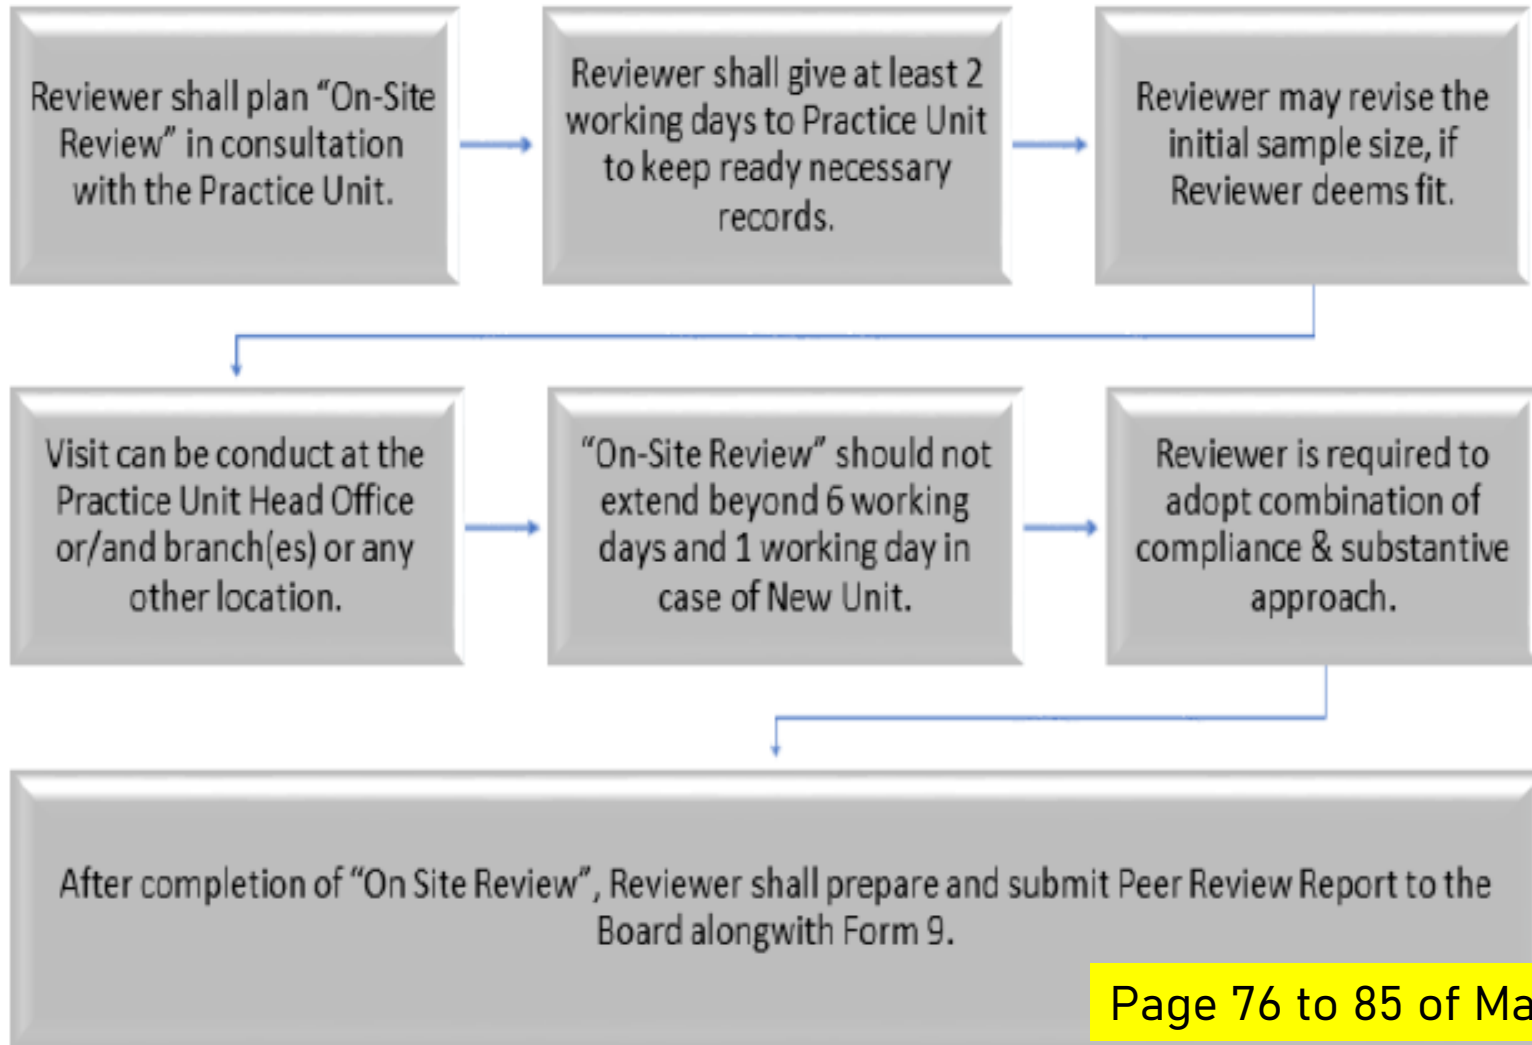 Reviewer shall plan “On-Site
Review” in consultation
with the Practice Unit.
Reviewer shall give at least 2
working days to Practice Unit
to keep ready necessary
records.
Reviewer may revise the
initial sample size, if
Reviewer deems fit.
Visit can be conduct at the
Practice Unit Head Office
or/and branch(es) or any
other location.
“On-Site Review” should not
extend beyond 6 working
days and 1 working day in
case of New Unit.
Reviewer is required to
adopt combination of
compliance & substantive
approach.
After completion of “On Site Review”, Reviewer shall prepare and submit Peer Review Report to the
Board alongwith Form 9.
Page 76 to 85 of Ma